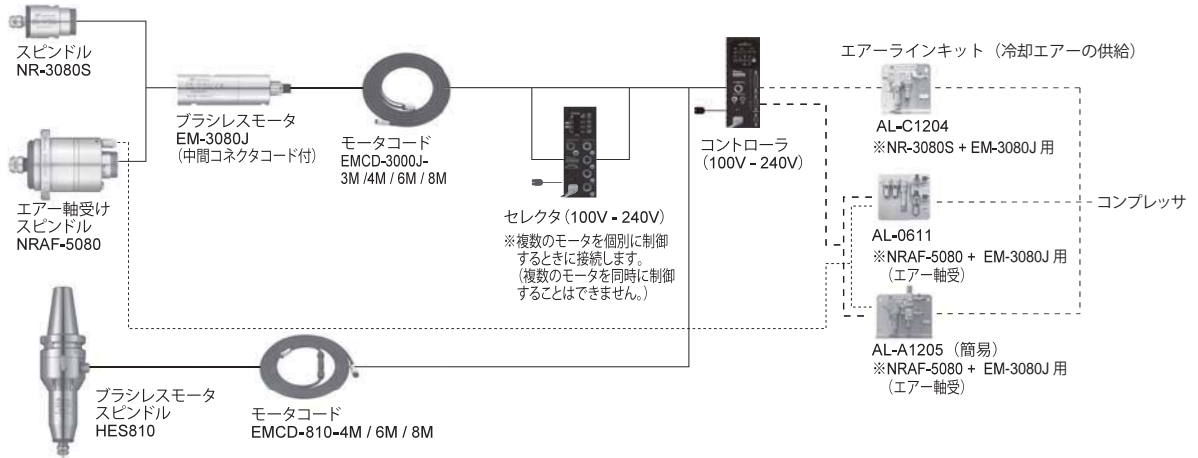 スピンドル
NR-3080S
エアー軸受け
スピンドル
NRAF-5080
ブラシレスモータ
EM-3080J
（中間コネクタコード付）
モータコード
EMCD-3000J-
3M /4M / 6M / 8M
セレクタ（100V - 240V）
※複数のモータを個別に制御
するときに接続します。
（複数のモータを同時に制御
することはできません。）
コントローラ
（100V - 240V）
エアーラインキット（冷却エアーの供給）
AL-C1204
※NR-3080S + EM-3080J 用
AL-0611
※NRAF-5080 + EM-3080J 用
（エアー軸受）
AL-A1205（簡易）
※NRAF-5080 + EM-3080J 用
（エアー軸受）
コンプレッサ
ブラシレスモータ
スピンドル
HES810
モータコード
EMCD-810-4M / 6M / 8M